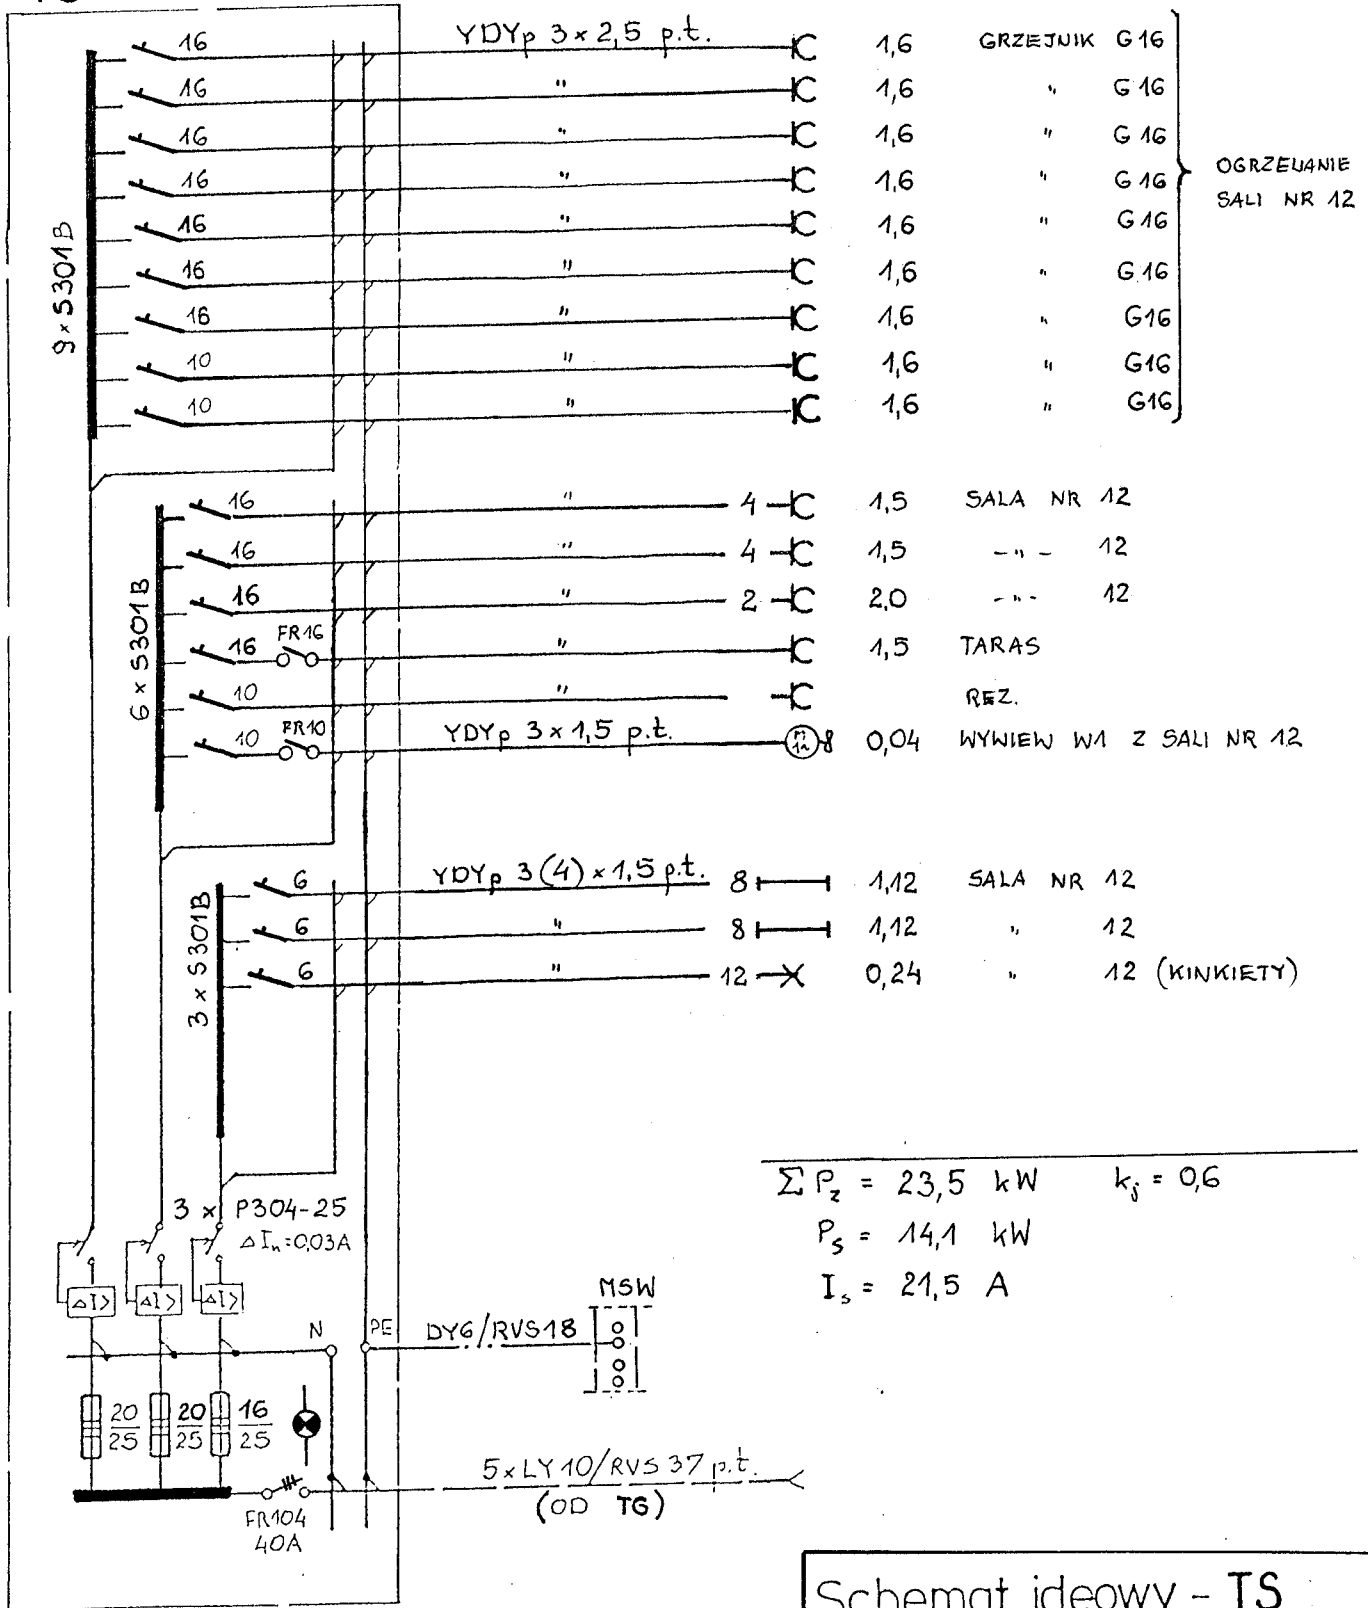 16 YDYp 3 x 2,5 p.t. 1,6 GRZEJNIK G16
16 " 1,6 " G16
16 " 1,6 " G16
16 " 1,6 " G16
16 " 1,6 " G16
16 " 1,6 " G16
16 " 1,6 " G16
10 " 1,6 " G16
10 " 1,6 " G16
OGRZEWANIE
SALI NR 12
9 x S301B
16 " 4 1,5 SALA NR 12
16 " 4 1,5 - " - 12
16 " 2 2,0 - " - 12
16 FR16 " 1,5 TARAS
10 " REZ.
10 FR10 YDYp 3 x 1,5 p.t. 8 0,04 WYWIEW W1 Z SALI NR 12
6 x S301B
6 YDYp 3(4) x 1,5 p.t. 8 1,12 SALA NR 12
6 " 8 1,12 " 12
6 " 12 0,24 " 12 (KINKIETY)
3 x S301B
Σ Pz = 23,5 kW kj = 0,6
Ps = 14,1 kW
Is = 21,5 A
3 x P304-25
ΔIn=0,03A
ΔI> ΔI> ΔI>
MSW
N PE DY6/RVS18
20/25 20/25 16/25
5xLY10/RVS 37 p.t.
(OD TG)
FR104
40A
Schemat ideowy - TS